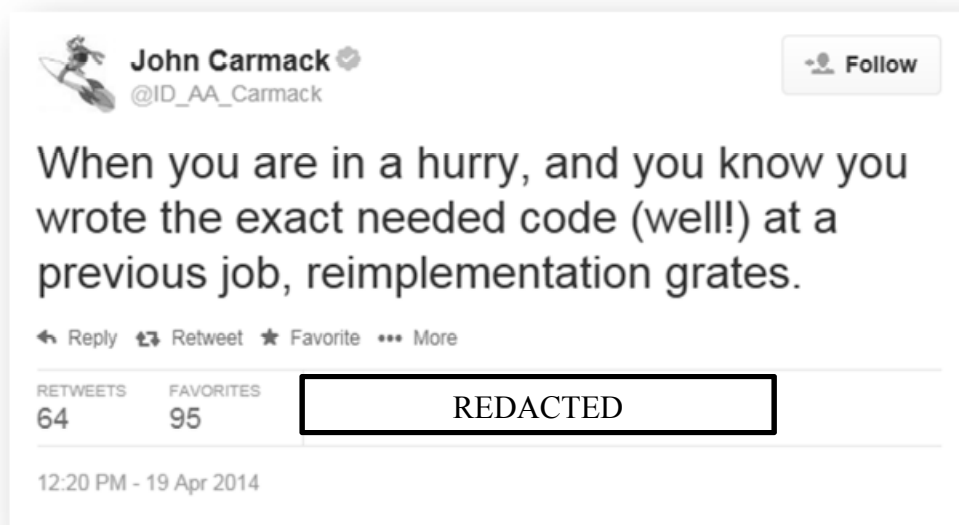 John Carmack
Follow
@ID_AA_Carmack
When you are in a hurry, and you know you
wrote the exact needed code (well!) at a
previous job, reimplementation grates.
Reply Retweet Favorite More
RETWEETS FAVORITES
64 95
REDACTED
12:20 PM - 19 Apr 2014